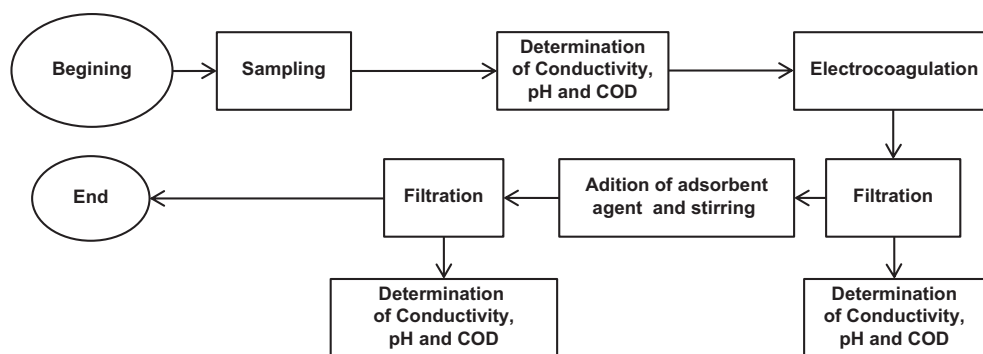 Begining
Sampling
Determination
of Conductivity,
pH and COD
Electrocoagulation
End
Filtration
Adition of adsorbent
agent and stirring
Filtration
Determination
of Conductivity,
pH and COD
Determination
of Conductivity,
pH and COD